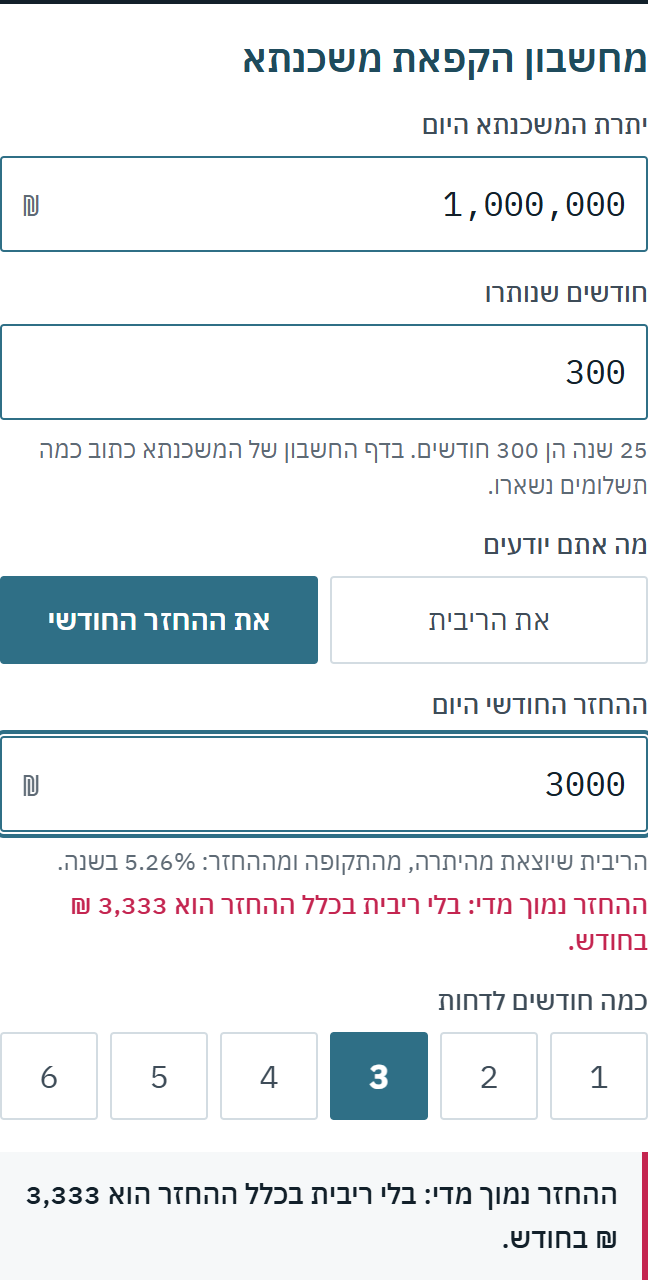 מחשבון הקפאת משכנתא
יתרת המשכנתא היום
1,000,000 ₪
חודשים שנותרו
300
25 שנה הן 300 חודשים. בדף החשבון של המשכנתא כתוב כמה
תשלומים נשארו.
מה אתם יודעים
את הריבית
את ההחזר החודשי
ההחזר החודשי היום
3000 ₪
הריבית שיוצאת מהיתרה, מהתקופה ומההחזר: 5.26% בשנה.
ההחזר נמוך מדי: בלי ריבית בכלל ההחזר הוא 3,333 ₪
בחודש.
כמה חודשים לדחות
1 2 3 4 5 6
ההחזר נמוך מדי: בלי ריבית בכלל ההחזר הוא 3,333
₪ בחודש.